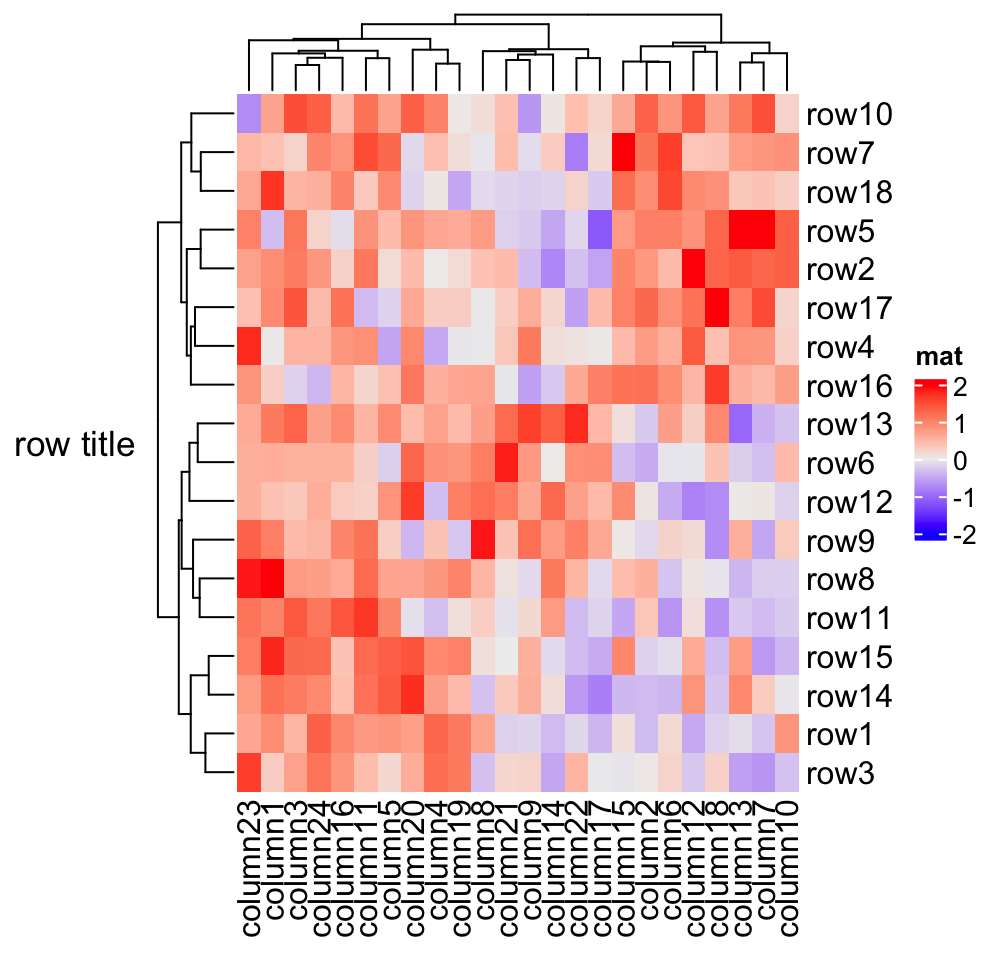 row10
row7
row18
row5
row2
row17
row4
row16
row13
row6
row12
row9
row8
row11
row15
row14
row1
row3
row title
mat
2
1
0
-1
-2
column23
column1
column3
column24
column16
column11
column5
column20
column4
column19
column8
column21
column9
column14
column22
column17
column15
column2
column6
column12
column18
column13
column7
column10